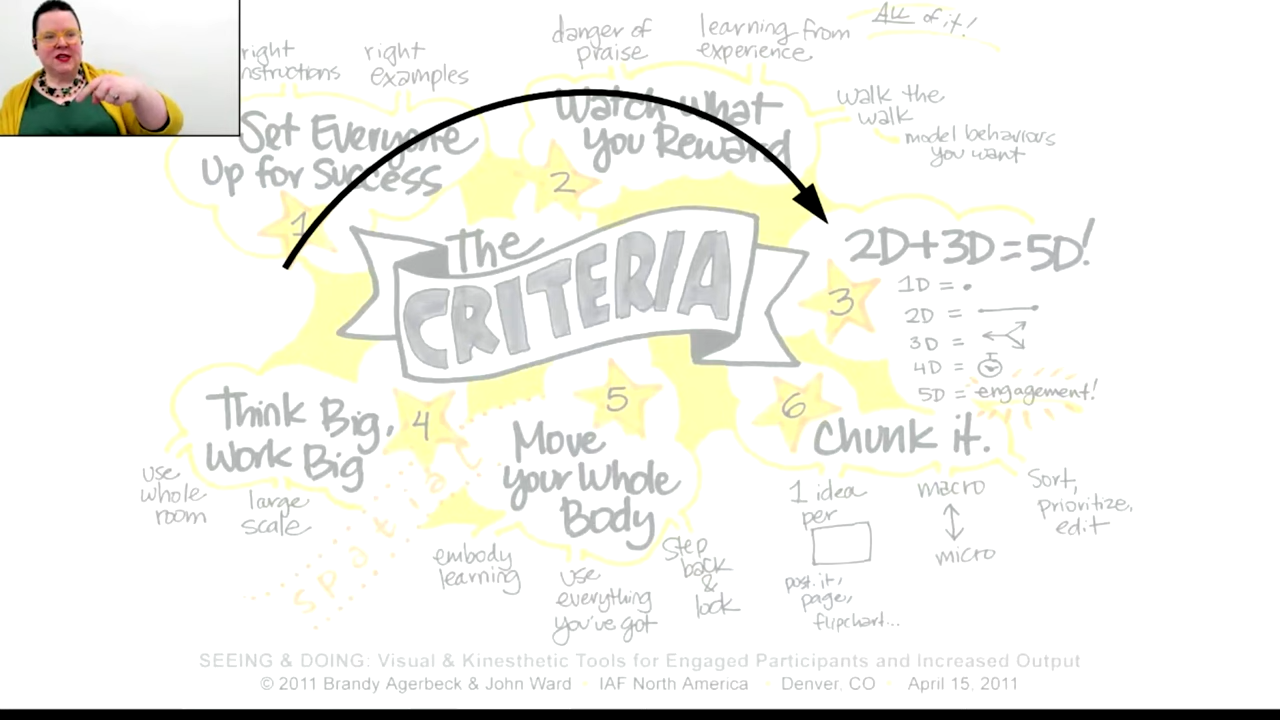 danger of
praise
learning from
experience
ALL of it!
right
nstructions
right
examples
walk the
walk
model behaviours
you want
Set Everyone
Up for Success
1
Watch What
You Reward
2
The
CRITERIA
2D+3D=5D!
3
1D = •
2D =
3D =
4D =
5D = engagement!
Think Big,
Work Big
4
use
whole
room
large
scale
spatial
5
Move
your Whole
Body
embody
learning
use
everything
you've got
Step
back
&
look
6
Chunk it.
1 idea
per
post.it,
page,
flipchart...
macro
micro
Sort,
prioritize,
edit
SEEING & DOING: Visual & Kinesthetic Tools for Engaged Participants and Increased Output
© 2011 Brandy Agerbeck & John Ward • IAF North America • Denver, CO • April 15, 2011